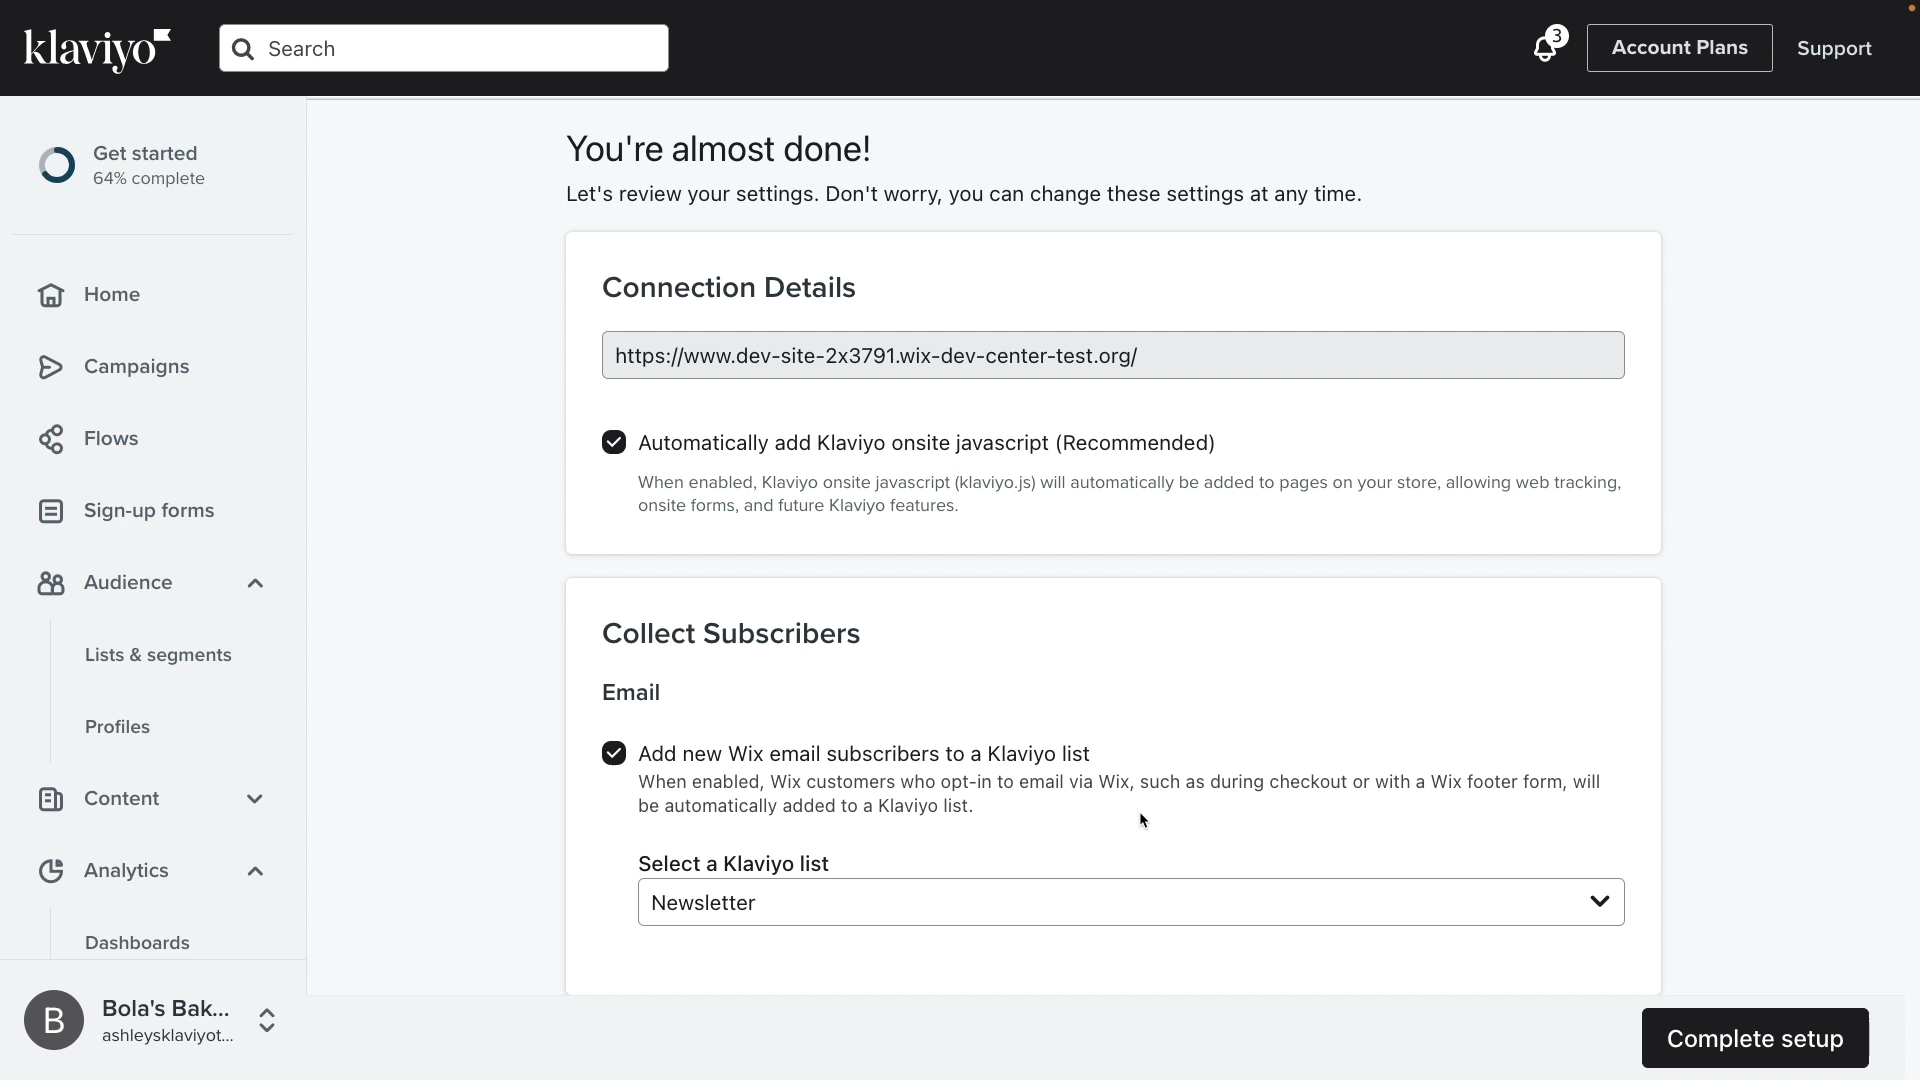 klaviyo
Search
3
Account Plans
Support
Get started
64% complete
Home
Campaigns
Flows
Sign-up forms
Audience
Lists & segments
Profiles
Content
Analytics
Dashboards
B
Bola's Bak...
ashleysklaviyot...
You're almost done!
Let's review your settings. Don't worry, you can change these settings at any time.
Connection Details
https://www.dev-site-2x3791.wix-dev-center-test.org/
Automatically add Klaviyo onsite javascript (Recommended)
When enabled, Klaviyo onsite javascript (klaviyo.js) will automatically be added to pages on your store, allowing web tracking,
onsite forms, and future Klaviyo features.
Collect Subscribers
Email
Add new Wix email subscribers to a Klaviyo list
When enabled, Wix customers who opt-in to email via Wix, such as during checkout or with a Wix footer form, will
be automatically added to a Klaviyo list.
Select a Klaviyo list
Newsletter
Complete setup